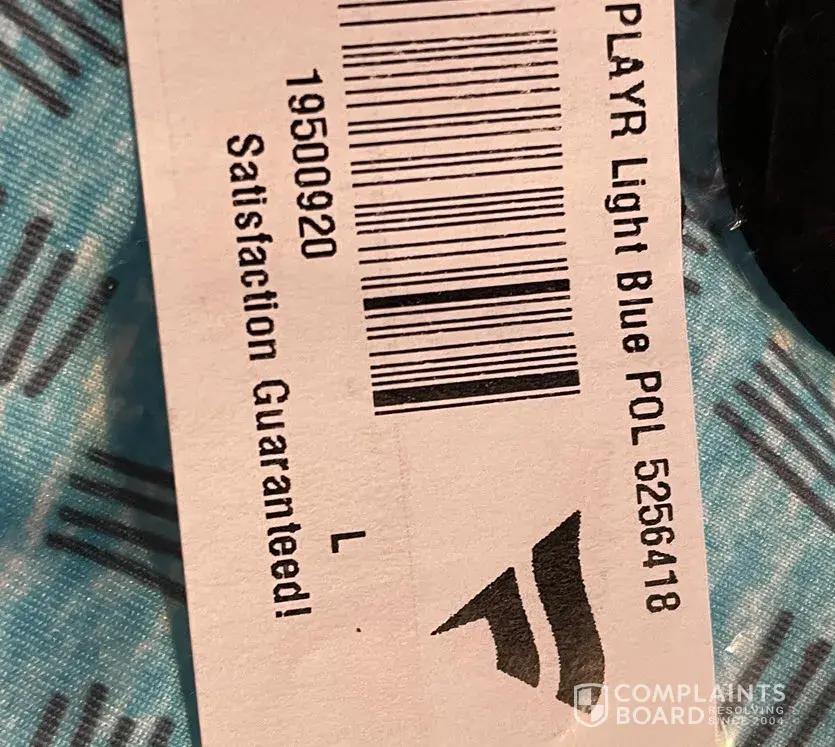 PLAYR Light Blue POL 5256418
19500920
L
Satisfaction Guaranteed!
COMPLAINTS
BOARD RESOLVING
SINCE 2004